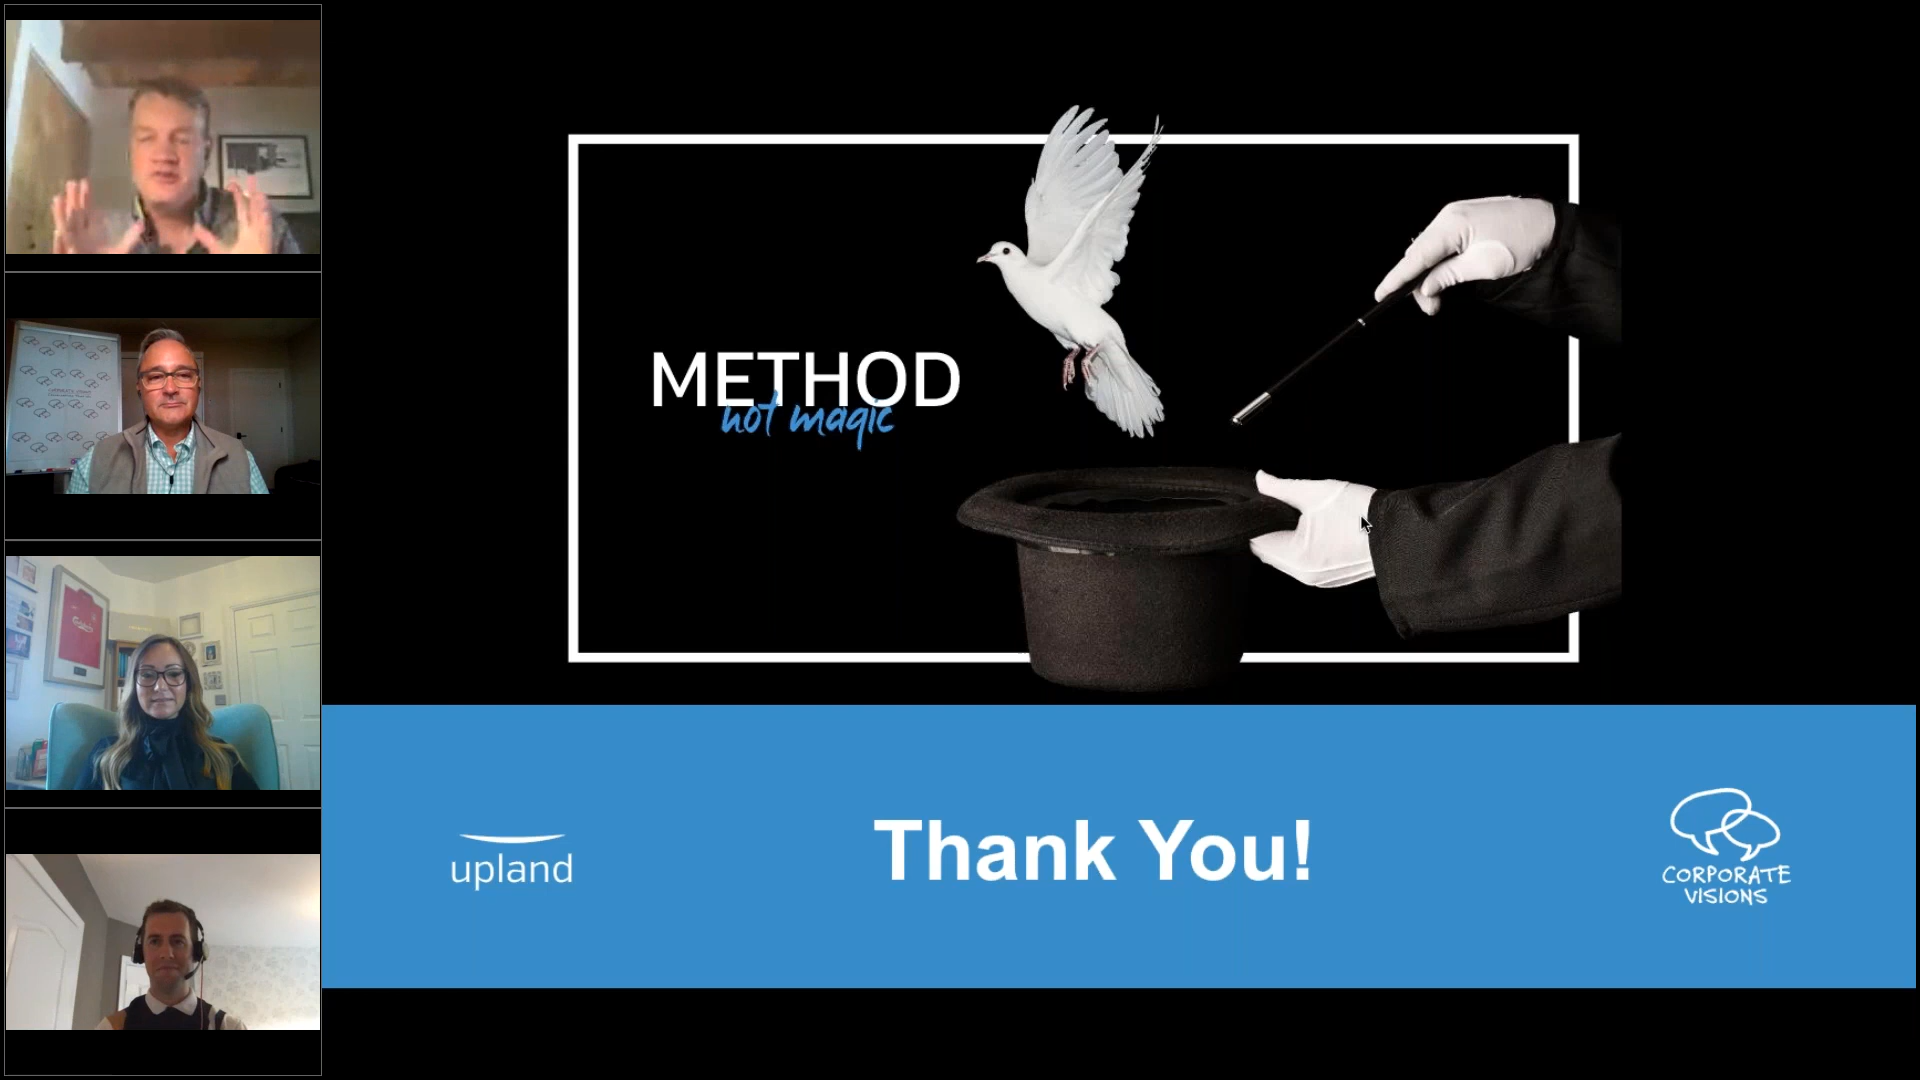 METHOD
not magic
upland
Thank You!
CORPORATE
VISIONS